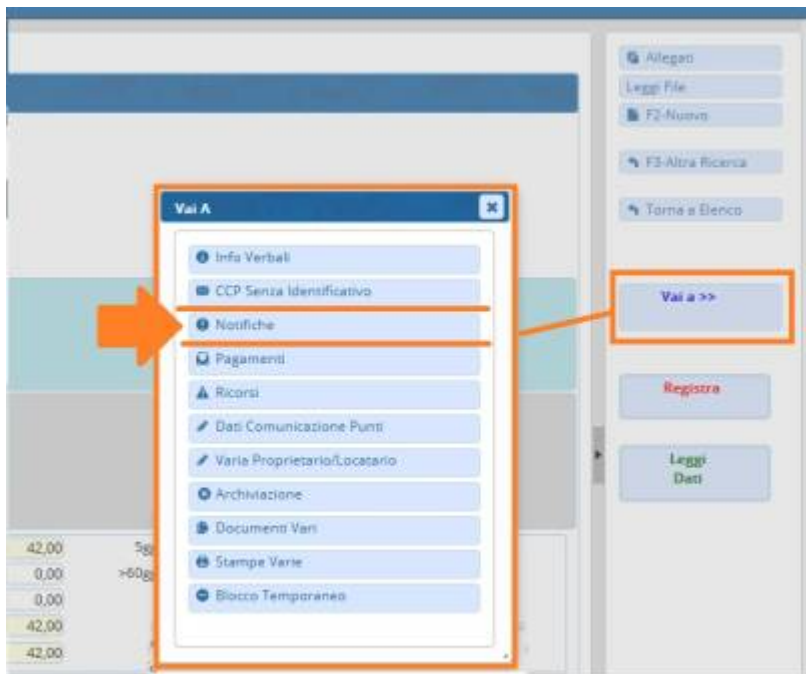 Allegati
Leggi File
F2-Nuovo
F3-Altra Ricerca
Torna a Elenco
Vai a >>
Registra
Leggi
Dati
Vai A
Info Verbali
CCP Senza Identificativo
Notifiche
Pagamenti
Ricorsi
Dati Comunicazione Punti
Varia Proprietario/Locatario
Archiviazione
Documenti Vari
Stampe Varie
Blocco Temporaneo
42,00
0,00
0,00
42,00
42,00